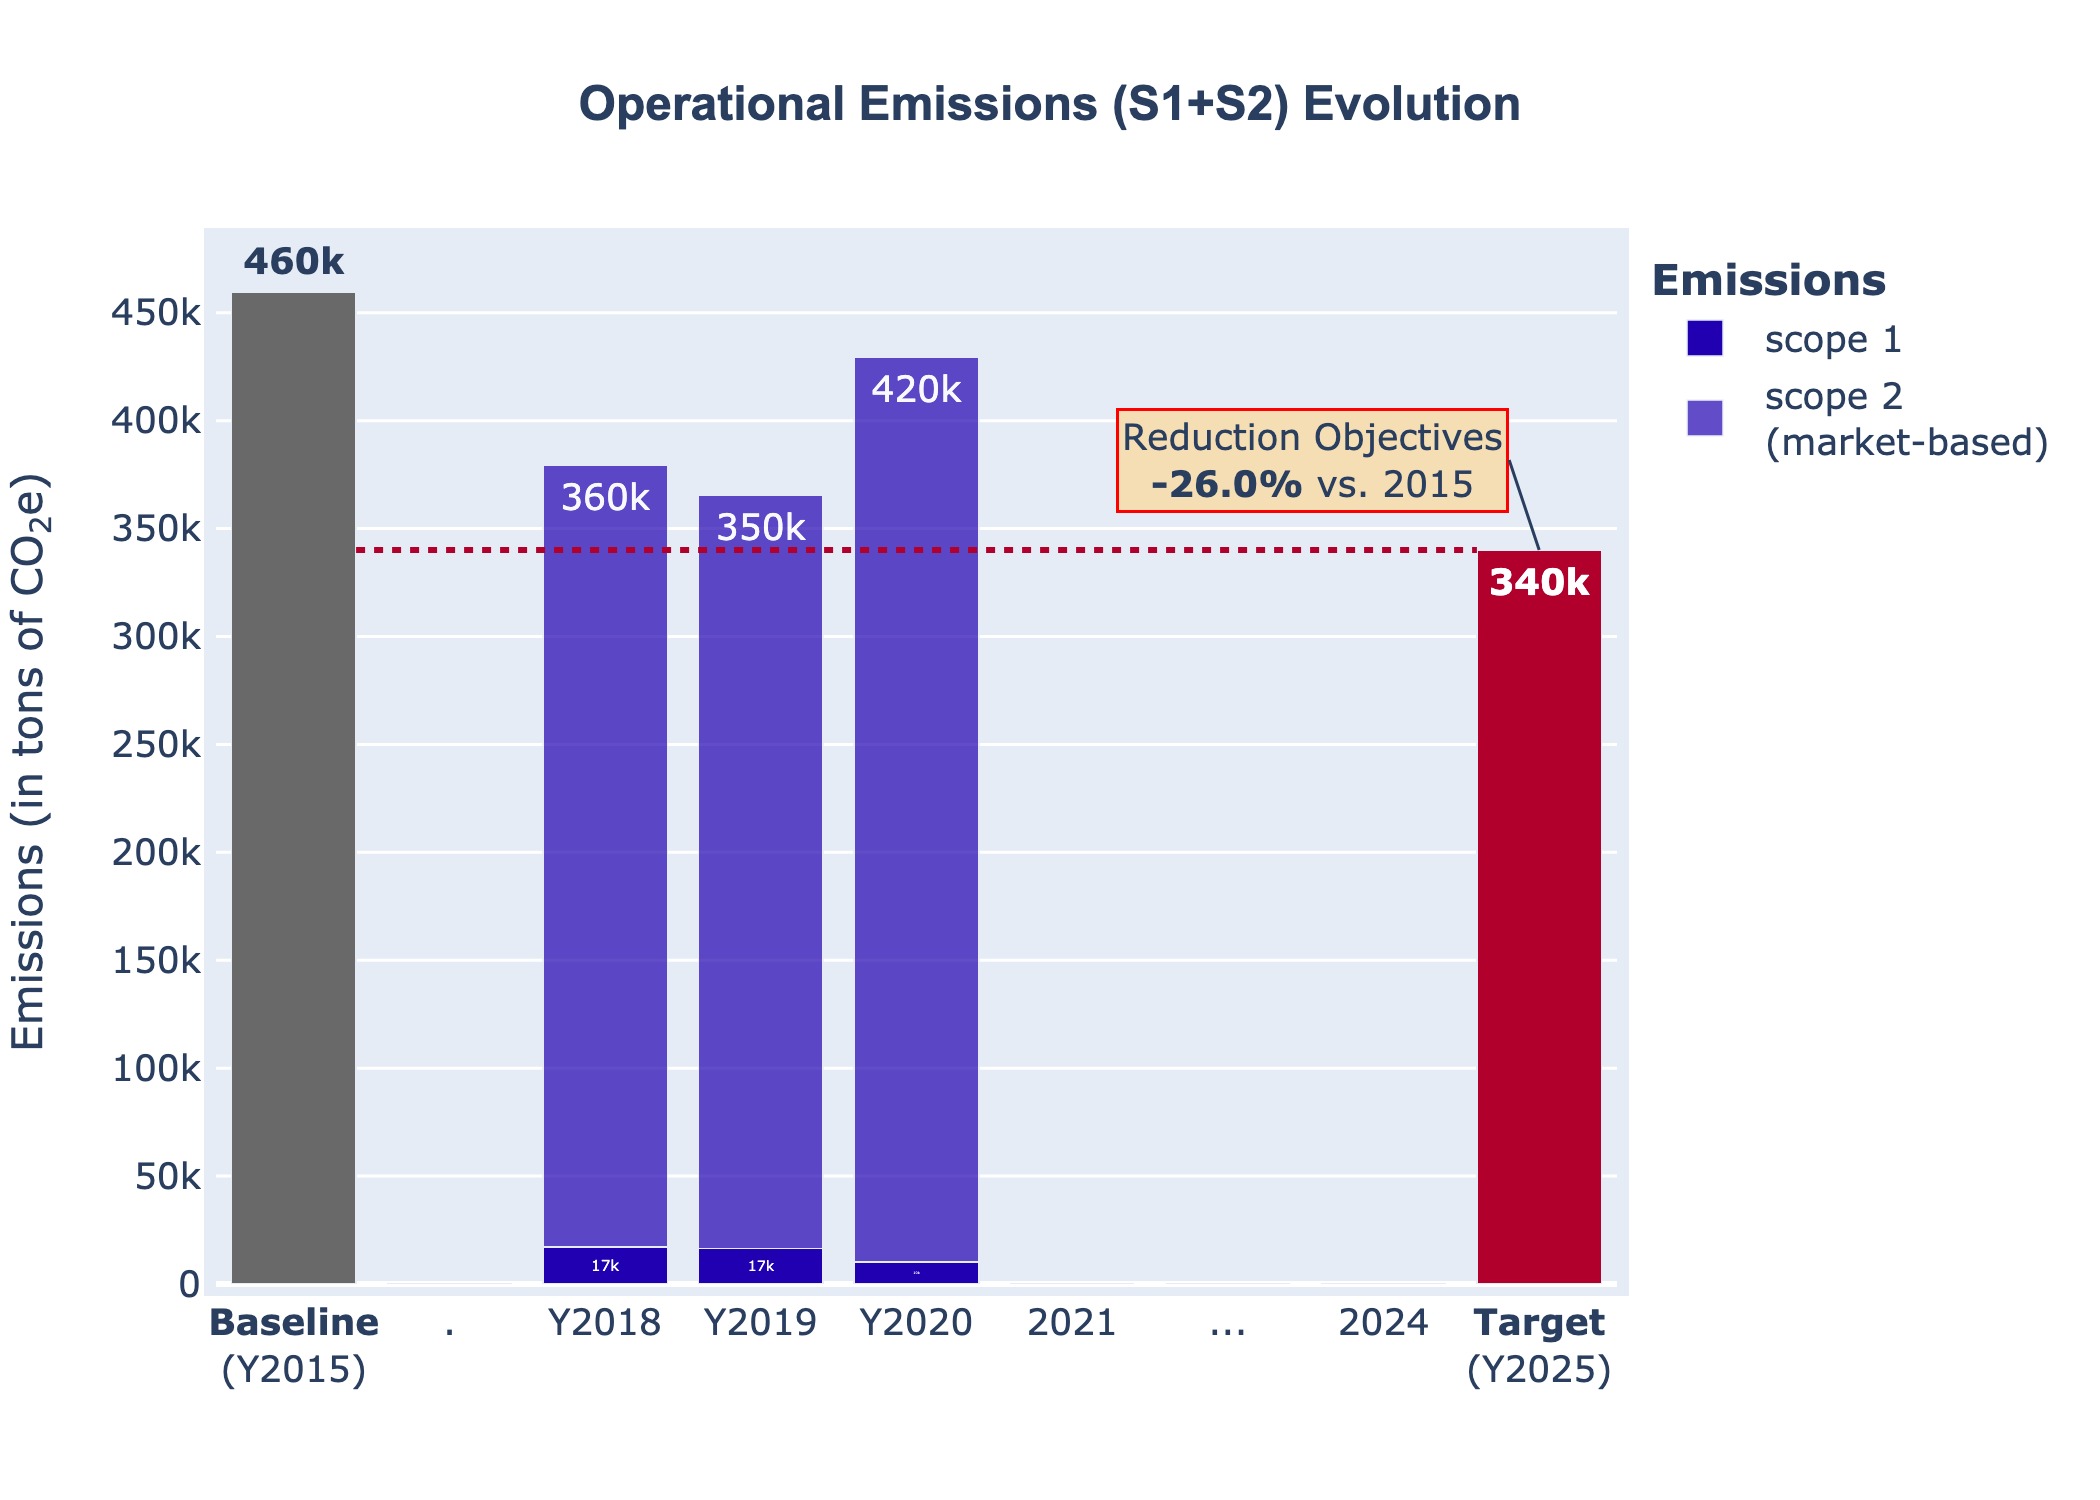 Operational Emissions (S1+S2) Evolution
Emissions (in tons of CO₂e)
450k
400k
350k
300k
250k
200k
150k
100k
50k
0
460k
360k
350k
420k
340k
17k
17k
Reduction Objectives
-26.0% vs. 2015
Baseline
(Y2015)
.
Y2018
Y2019
Y2020
2021
...
2024
Target
(Y2025)
Emissions
scope 1
scope 2
(market-based)